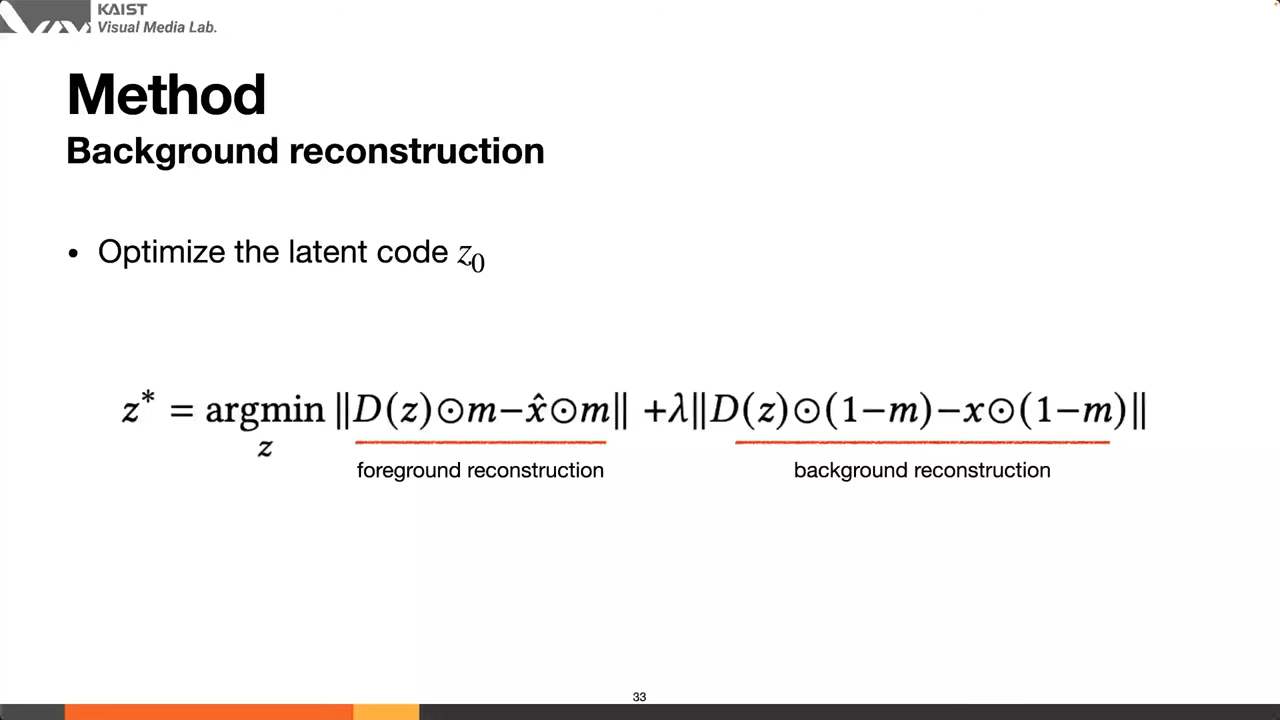 KAIST
Visual Media Lab.
Method
Background reconstruction
• Optimize the latent code z₀
z* = argmin ‖D(z)⊙m−x̂⊙m‖ +λ‖D(z)⊙(1−m)−x⊙(1−m)‖
z
foreground reconstruction
background reconstruction
33